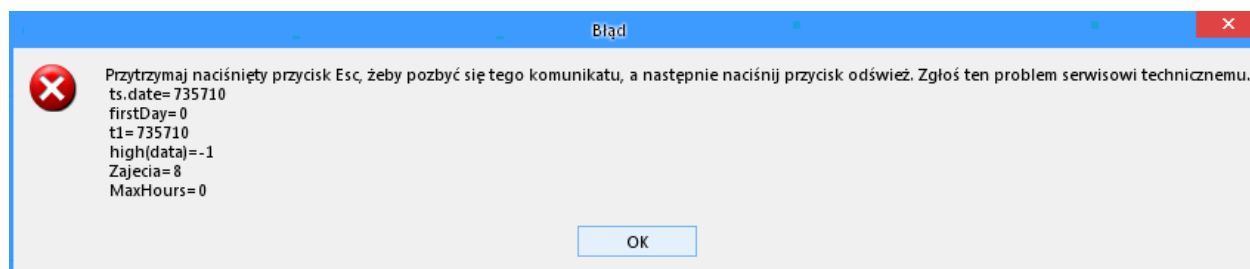 Błąd
Przytrzymaj naciśnięty przycisk Esc, żeby pozbyć się tego komunikatu, a następnie naciśnij przycisk odśwież. Zgłoś ten problem serwisowi technicznemu.
ts.date=735710
firstDay=0
t1=735710
high(data)=-1
Zajecia=8
MaxHours=0
OK